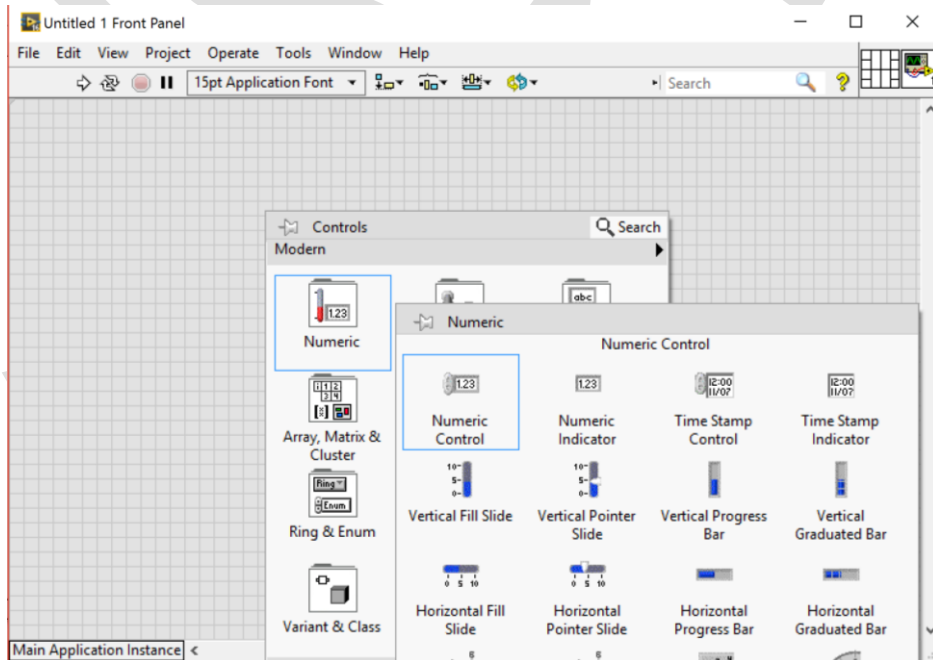 Untitled 1 Front Panel
File Edit View Project Operate Tools Window Help
15pt Application Font Search
Controls Search
Modern
1.23
abc
Numeric
Numeric
Numeric Control
1.23 1.23 12:00 12:00
11/07 11/07
Numeric Control
Numeric Indicator
Time Stamp Control
Time Stamp Indicator
Array, Matrix &
Cluster
10
5
0
10
5
0
Vertical Fill Slide
Vertical Pointer Slide
Vertical Progress Bar
Vertical Graduated Bar
Ring
Enum
Ring & Enum
0 5 10 0 5 10
Horizontal Fill Slide
Horizontal Pointer Slide
Horizontal Progress Bar
Horizontal Graduated Bar
Variant & Class
Main Application Instance